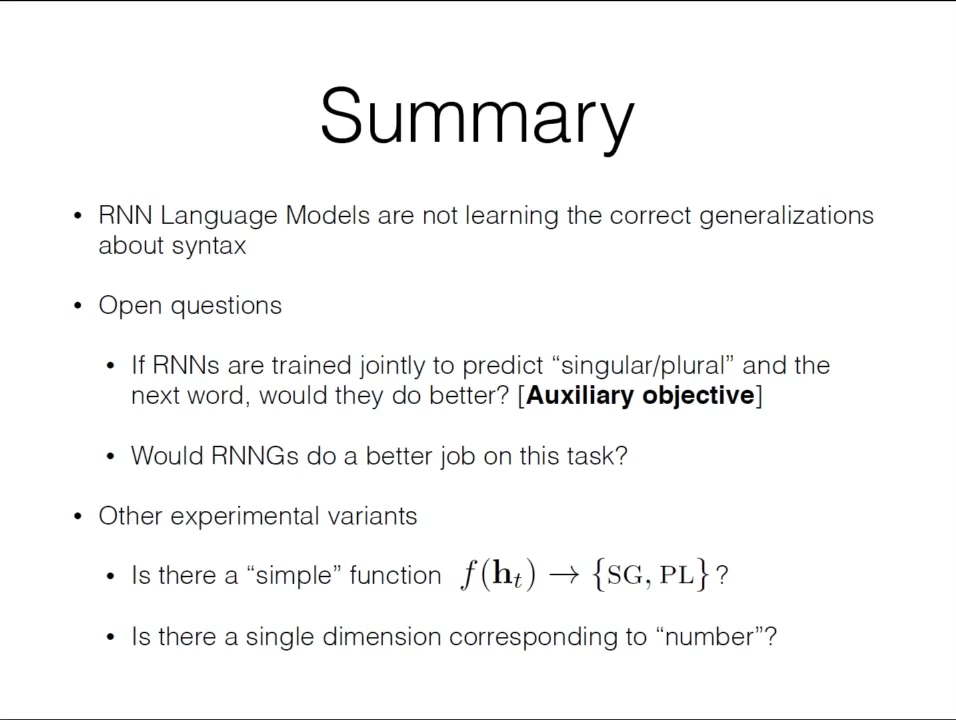 Summary
• RNN Language Models are not learning the correct generalizations
about syntax
• Open questions
• If RNNs are trained jointly to predict “singular/plural” and the
next word, would they do better? [Auxiliary objective]
• Would RNNGs do a better job on this task?
• Other experimental variants
• Is there a “simple” function f(h_t) → {SG, PL}?
• Is there a single dimension corresponding to “number”?